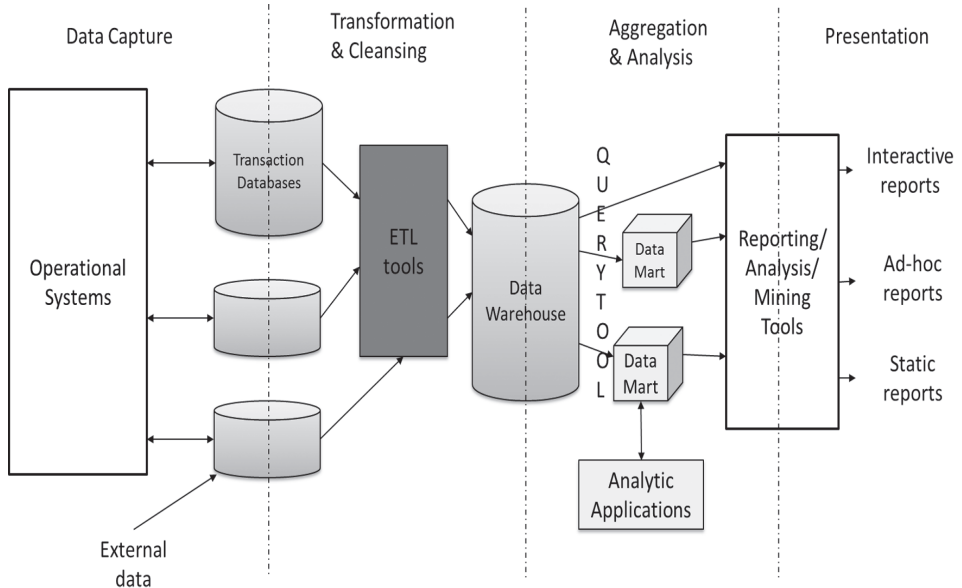 Data Capture
Transformation
& Cleansing
Aggregation
& Analysis
Presentation
Operational
Systems
Transaction
Databases
External
data
ETL
tools
Data
Warehouse
QUERYTOOL
Data
Mart
Data
Mart
Analytic
Applications
Reporting/
Analysis/
Mining
Tools
Interactive
reports
Ad-hoc
reports
Static
reports